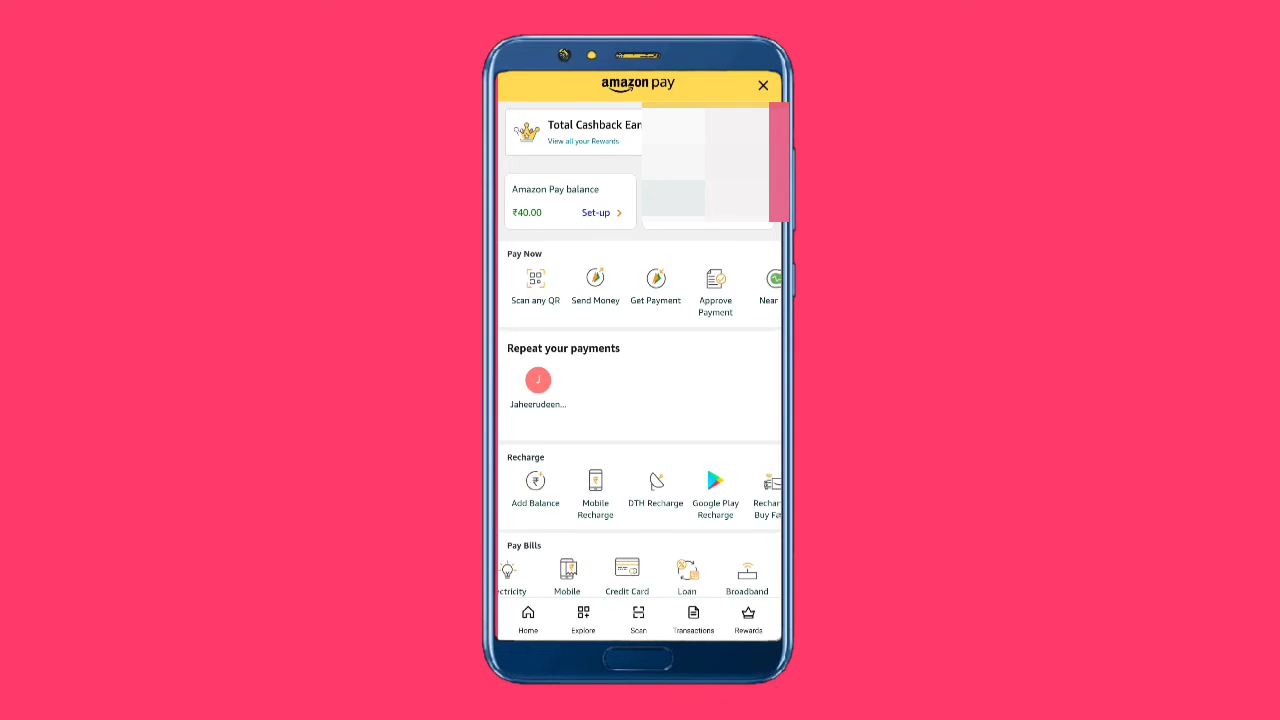 amazon pay
Total Cashback Ear
View all your Rewards
Amazon Pay balance
₹40.00 Set-up
Pay Now
Scan any QR Send Money Get Payment Approve Payment Near
Repeat your payments
J
Jaheerudeen...
Recharge
Add Balance Mobile Recharge DTH Recharge Google Play Recharge Rechar Buy Fa
Pay Bills
ctricity Mobile Credit Card Loan Broadband
Home Explore Scan Transactions Rewards